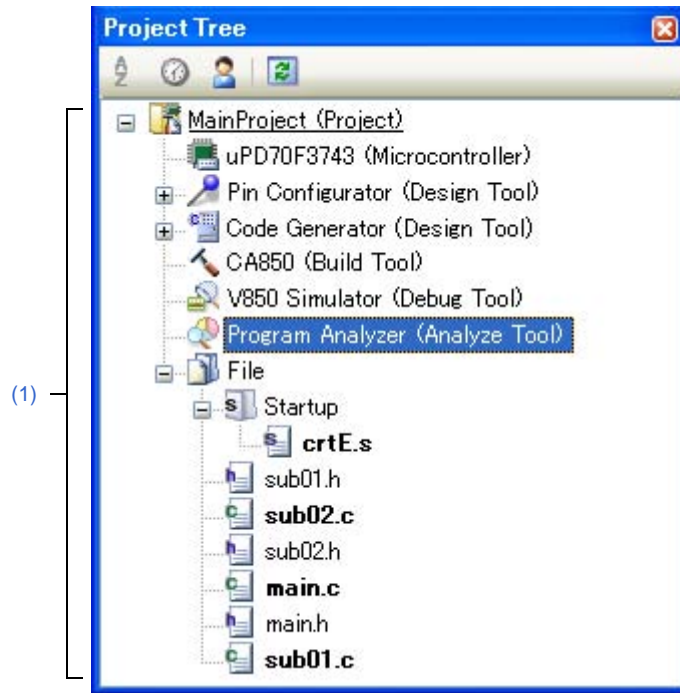 Project Tree
MainProject (Project)
uPD70F3743 (Microcontroller)
Pin Configurator (Design Tool)
Code Generator (Design Tool)
CA850 (Build Tool)
V850 Simulator (Debug Tool)
Program Analyzer (Analyze Tool)
File
(1)
Startup
crtE.s
sub01.h
sub02.c
sub02.h
main.c
main.h
sub01.c